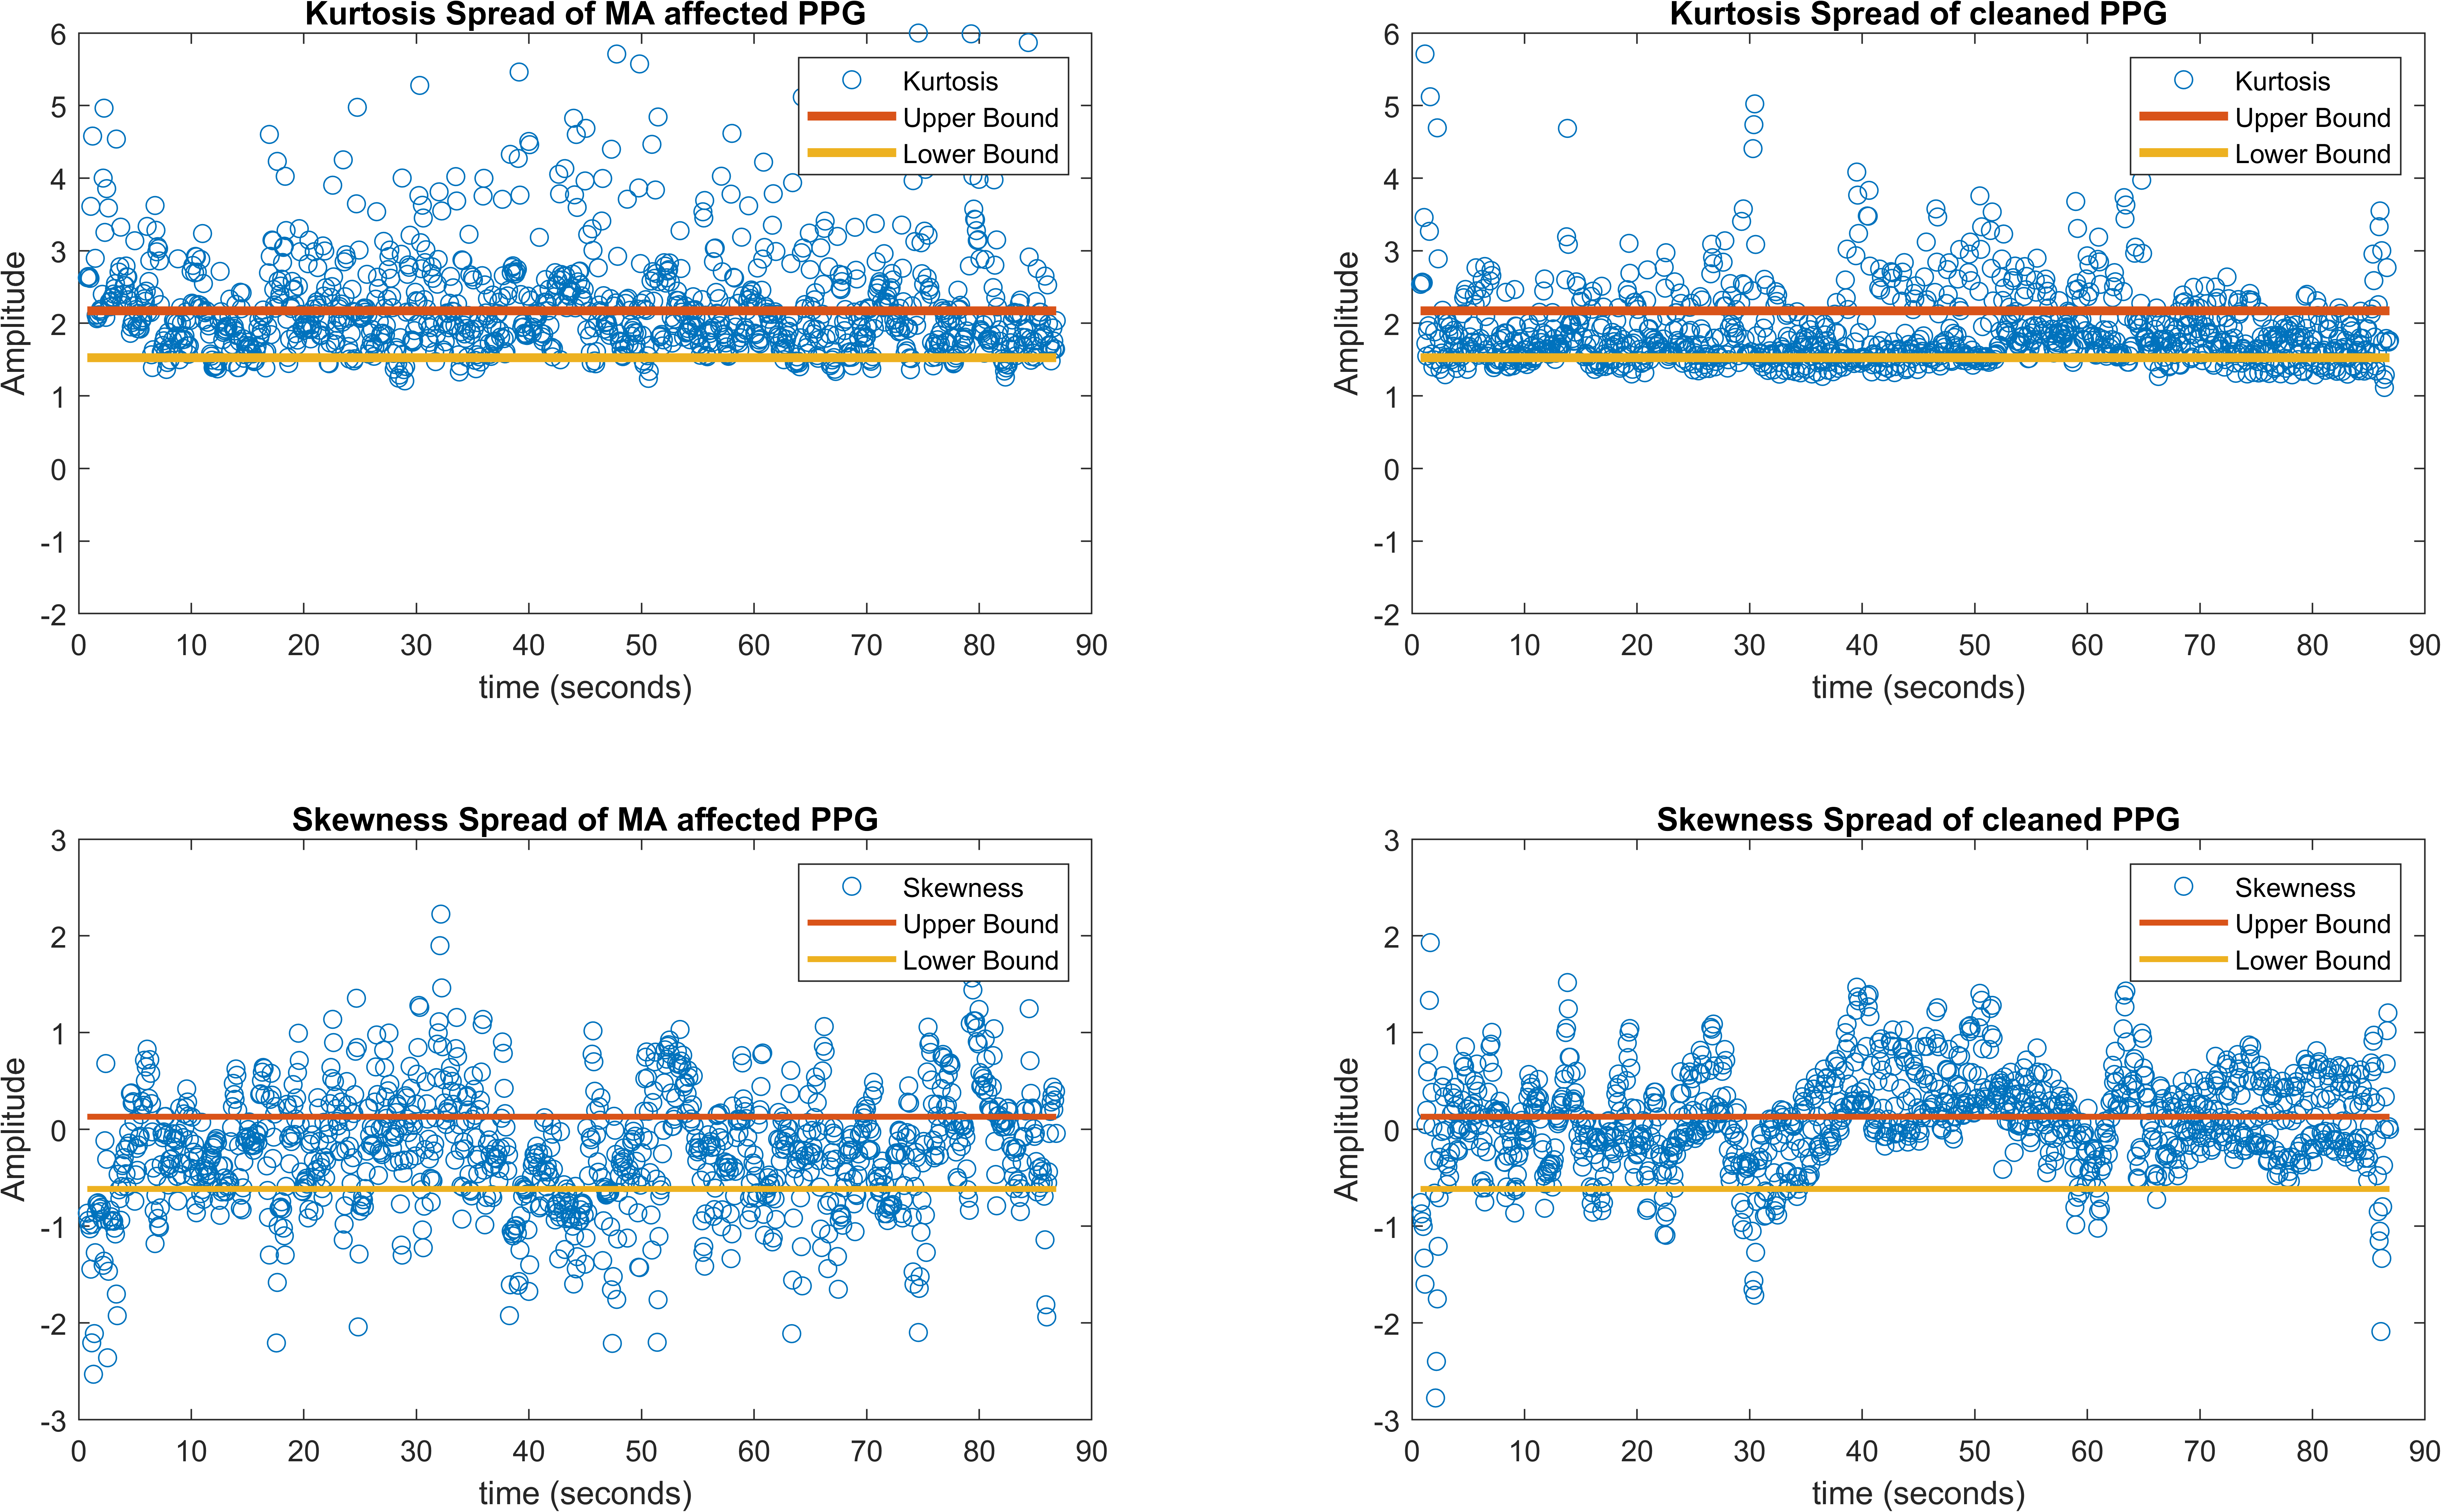 Kurtosis Spread of MA affected PPG
6
5
4
3
2
1
0
-1
-2
Amplitude
Kurtosis
Upper Bound
Lower Bound
0 10 20 30 40 50 60 70 80 90
time (seconds)
Kurtosis Spread of cleaned PPG
6
5
4
3
2
1
0
-1
-2
Amplitude
Kurtosis
Upper Bound
Lower Bound
0 10 20 30 40 50 60 70 80 90
time (seconds)
Skewness Spread of MA affected PPG
3
2
1
0
-1
-2
-3
Amplitude
Skewness
Upper Bound
Lower Bound
0 10 20 30 40 50 60 70 80 90
time (seconds)
Skewness Spread of cleaned PPG
3
2
1
0
-1
-2
-3
Amplitude
Skewness
Upper Bound
Lower Bound
0 10 20 30 40 50 60 70 80 90
time (seconds)